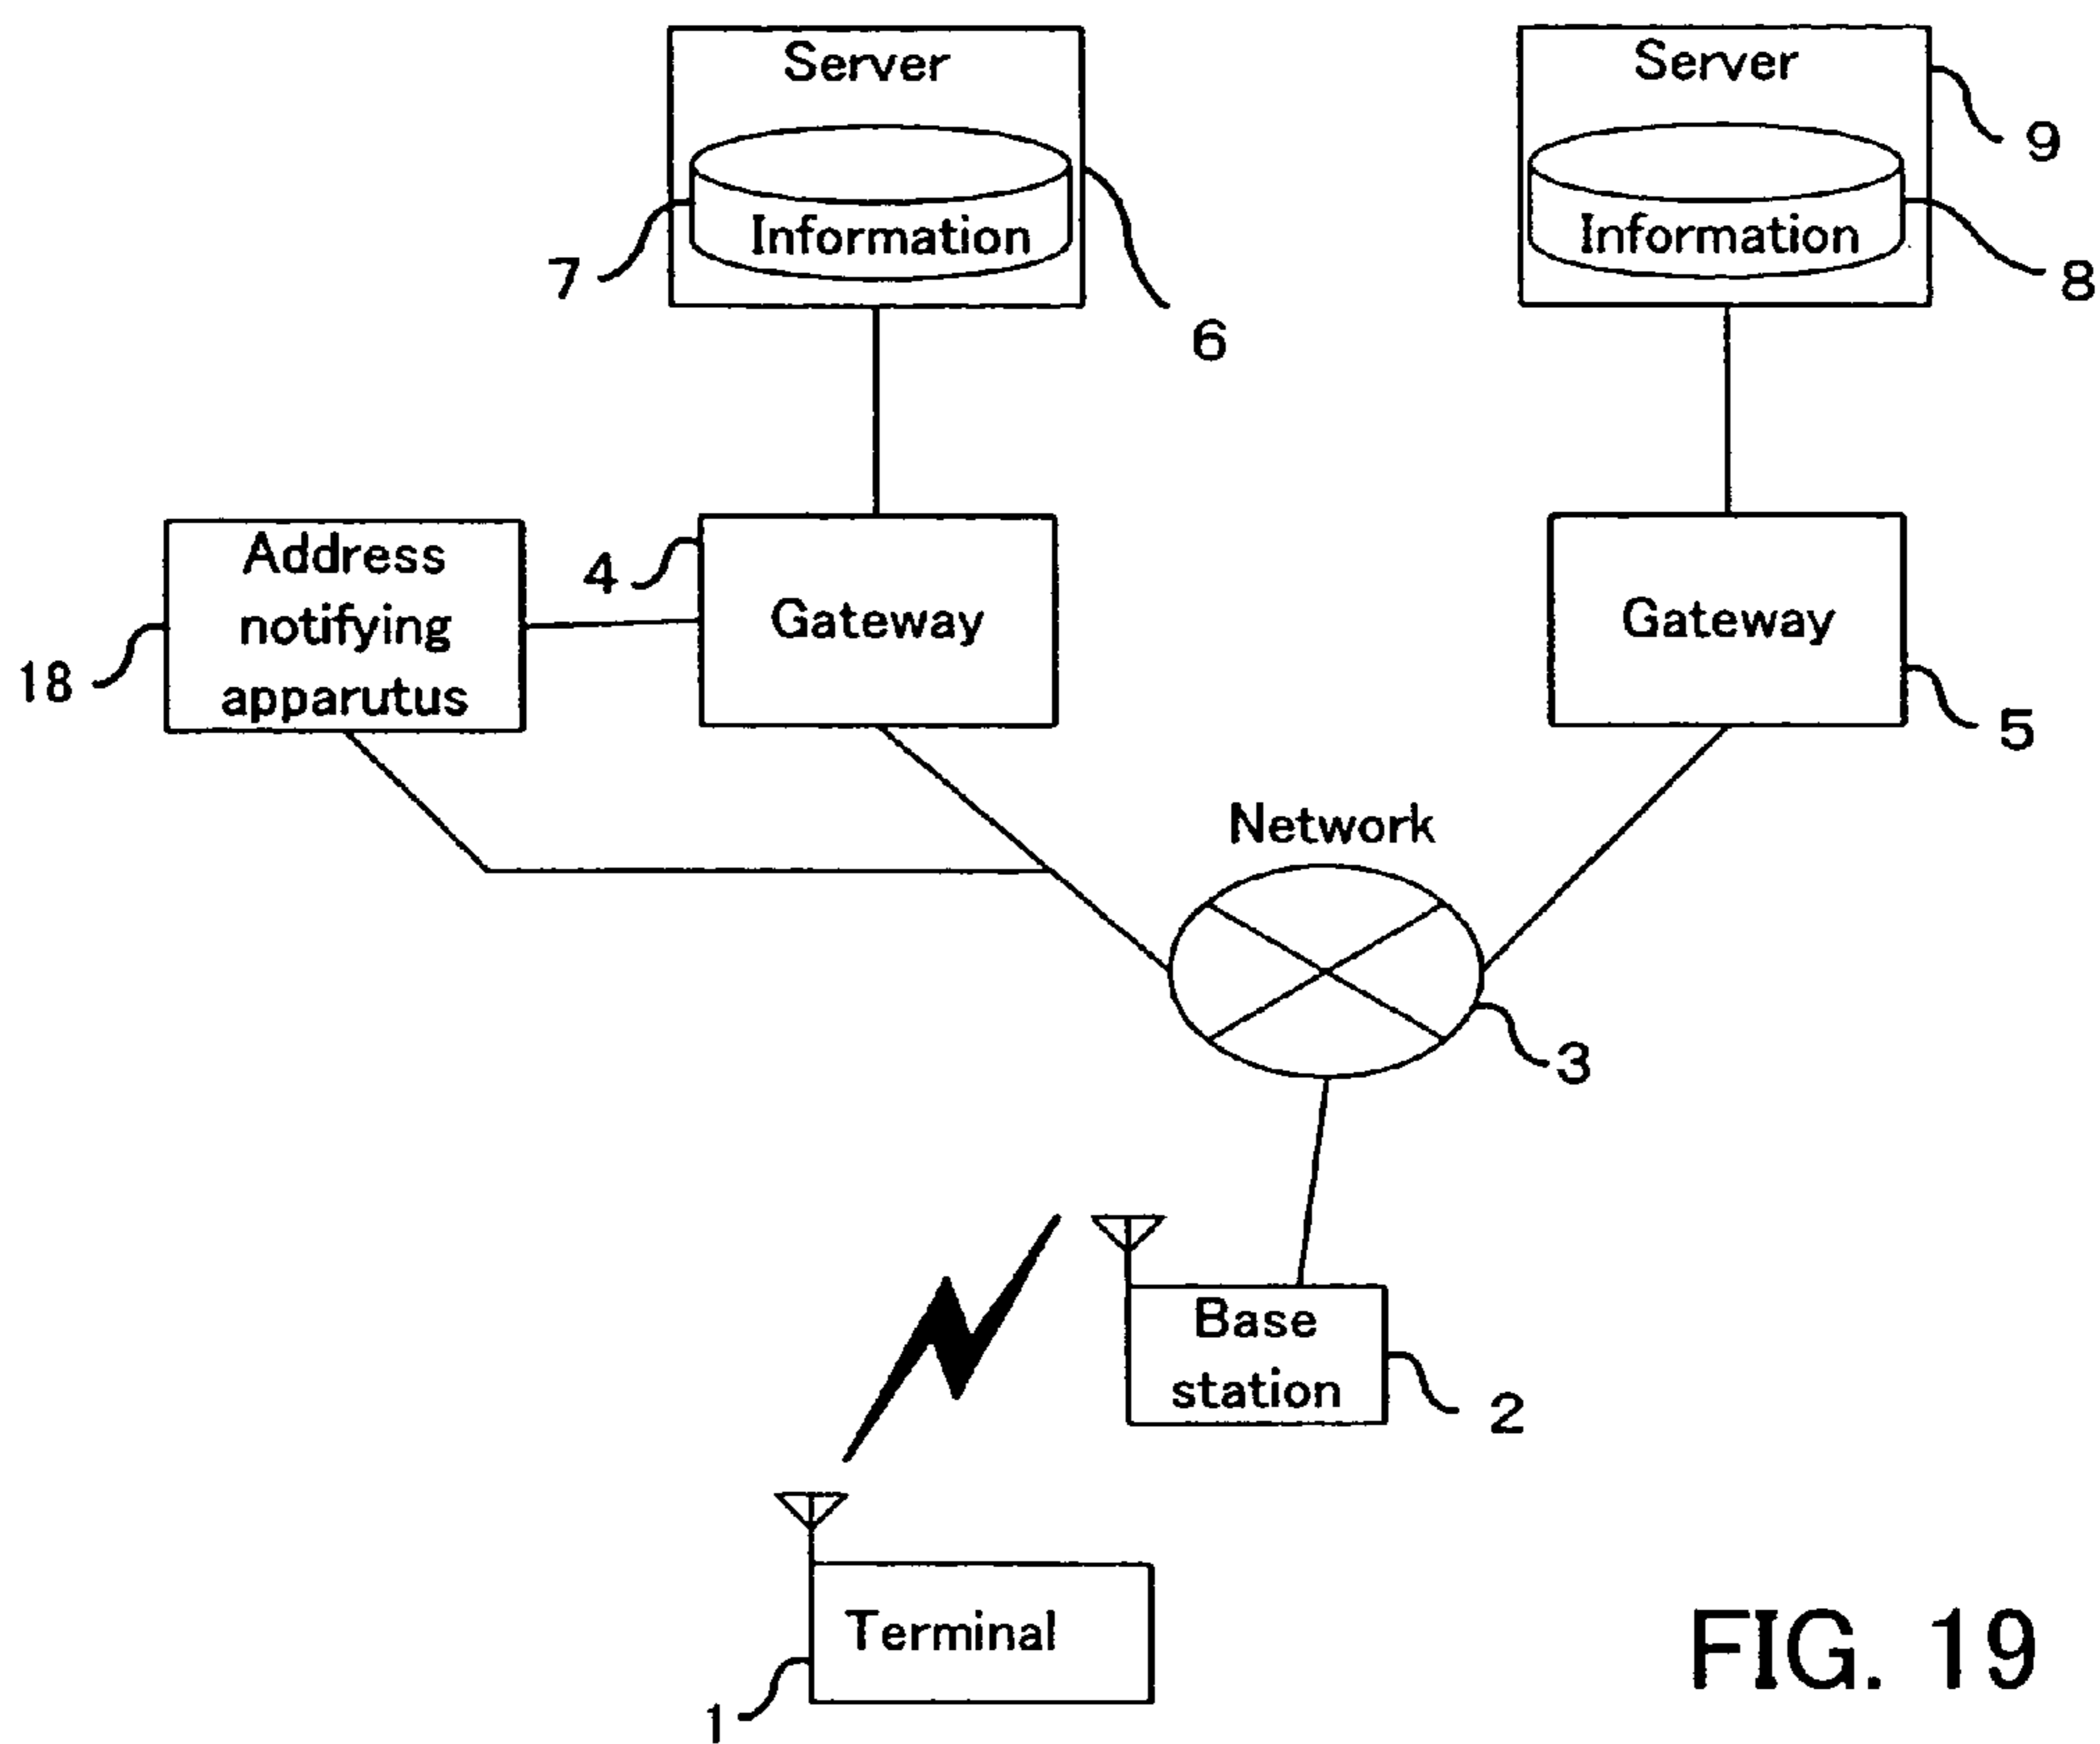 Server
Server
9
Information
Information
7
8
6
Address
notifying
apparutus
4
Gateway
Gateway
18
5
Network
3
Base
station
2
Terminal
1
FIG. 19